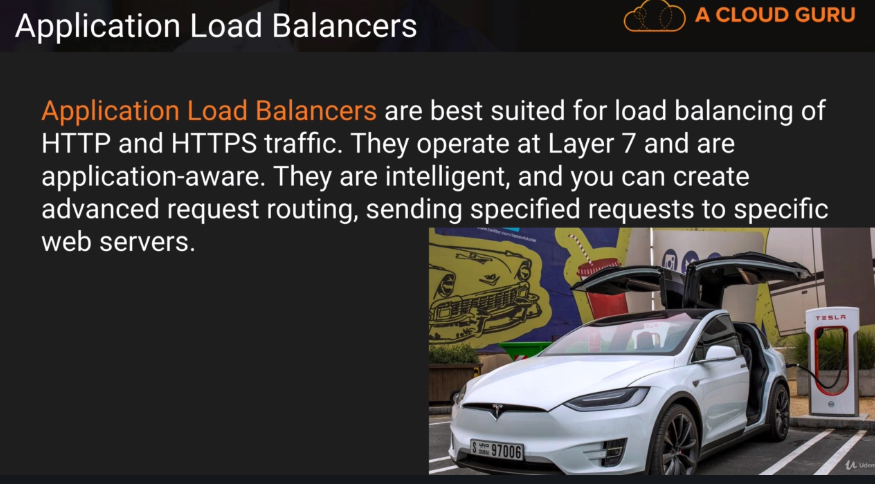 Application Load Balancers
A CLOUD GURU
Application Load Balancers are best suited for load balancing of
HTTP and HTTPS traffic. They operate at Layer 7 and are
application-aware. They are intelligent, and you can create
advanced request routing, sending specified requests to specific
web servers.
TESLA
S DUBAI 97006